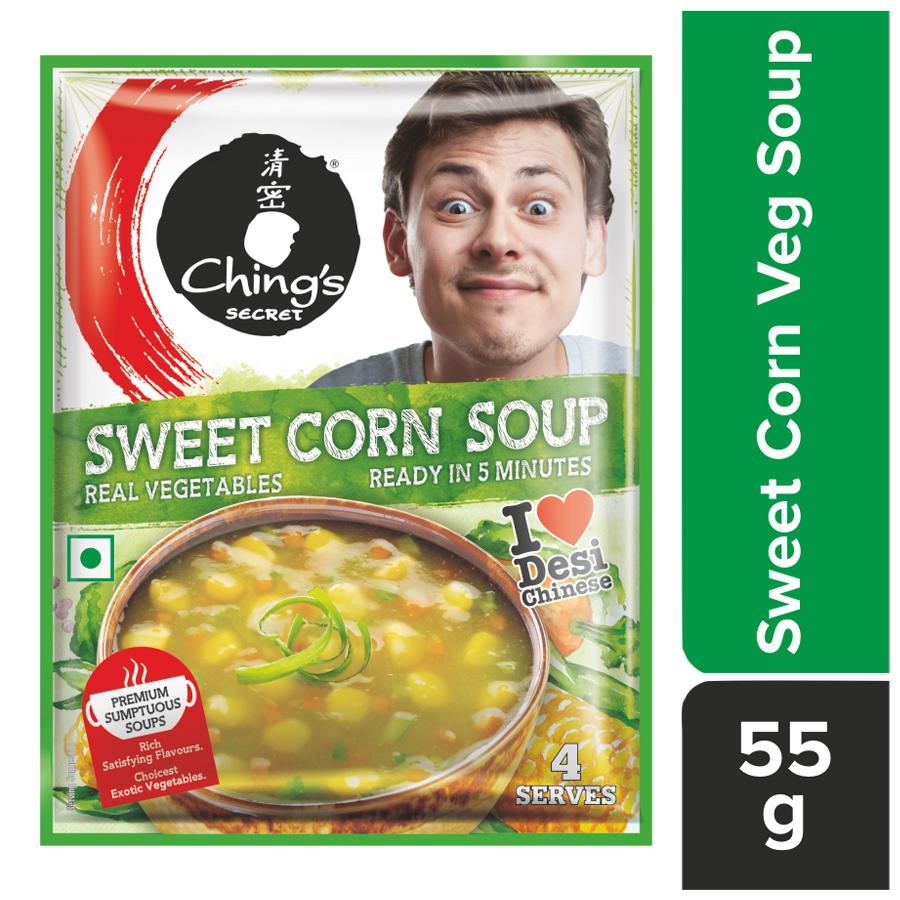 清
密
®
Ching's
SECRET
SWEET CORN SOUP
REAL VEGETABLES
READY IN 5 MINUTES
I
Desi
Chinese
PREMIUM
SUMPTUOUS
SOUPS
Rich
Satisfying Flavours.
Choicest
Exotic Vegetables.
4
SERVES
Sweet Corn Veg Soup
55
g